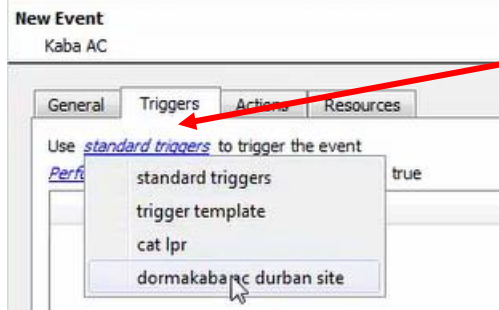 New Event
Kaba AC
General Triggers Actions Resources
Use standard triggers to trigger the event
true
standard triggers
trigger template
cat lpr
dormakaba ac durban site